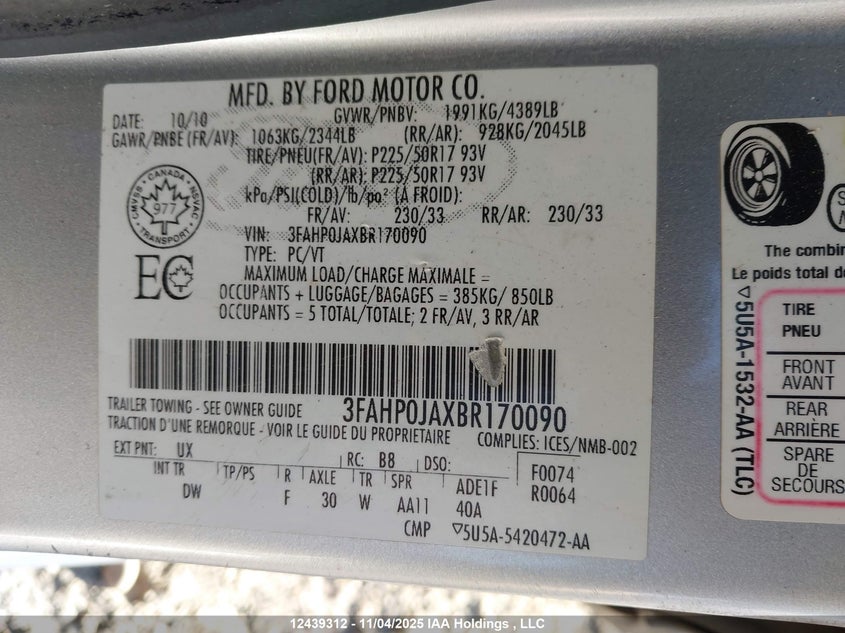 MFD. BY FORD MOTOR CO.
DATE: 10/10 GVWR/PNBV: 1991KG/4389LB
GAWR/PNBE (FR/AV): 1063KG/2344LB (RR/AR): 928KG/2045LB
TIRE/PNEU(FR/AV): P225/50R17 93V
(RR/AR): P225/50R17 93V
kPa/PSI(COLD)/lb/po² (À FROID):
FR/AV: 230/33 RR/AR: 230/33
VIN: 3FAHP0JAXBR170090
TYPE: PC/VT
MAXIMUM LOAD/CHARGE MAXIMALE =
OCCUPANTS + LUGGAGE/BAGAGES = 385KG/ 850LB
OCCUPANTS = 5 TOTAL/TOTALE; 2 FR/AV, 3 RR/AR
CMVSS • CANADA • NSVAC
977
TRANSPORT
EC
3FAHP0JAXBR170090
TRAILER TOWING - SEE OWNER GUIDE
TRACTION D'UNE REMORQUE - VOIR LE GUIDE DU PROPRIETAIRE
COMPLIES: ICES/NMB-002
EXT PNT: UX RC: B8 DSO: F0074
INT TR TP/PS R AXLE TR SPR ADE1F R0064
DW F 30 W AA11 40A
CMP ▽5U5A-5420472-AA
The combin
Le poids total d
▽5U5A-1532-AA (TLC)
TIRE
PNEU
FRONT
AVANT
REAR
ARRIÈRE
SPARE
DE
SECOURS
12439312 - 11/04/2025 IAA Holdings , LLC